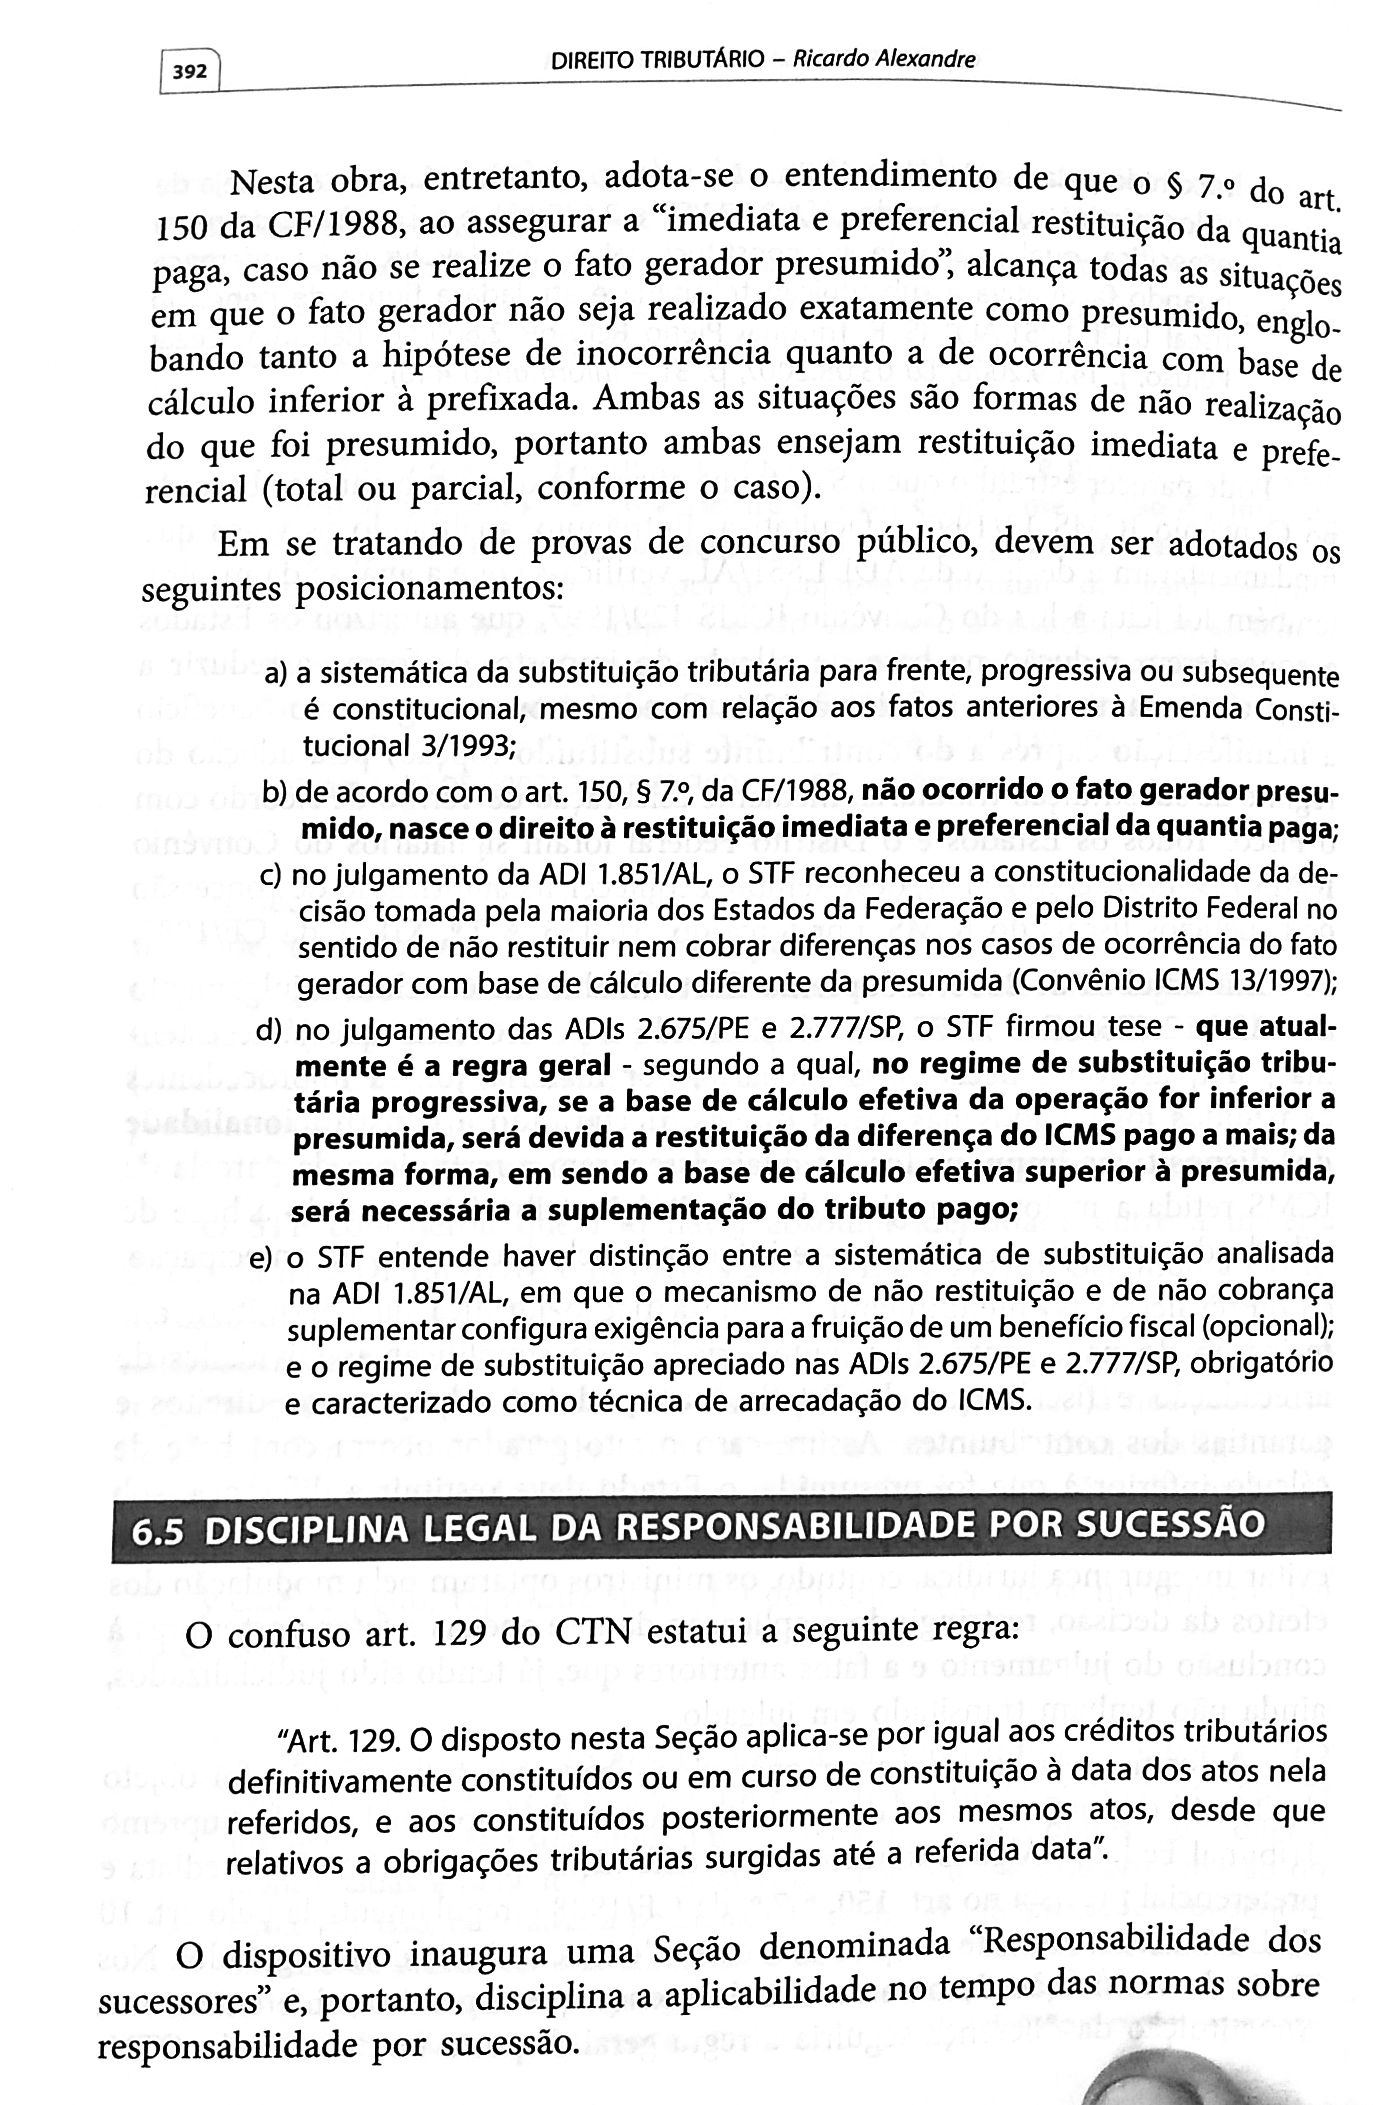 392
DIREITO TRIBUTÁRIO – Ricardo Alexandre
Nesta obra, entretanto, adota-se o entendimento de que o § 7.º do art.
150 da CF/1988, ao assegurar a “imediata e preferencial restituição da quantia
paga, caso não se realize o fato gerador presumido”, alcança todas as situações
em que o fato gerador não seja realizado exatamente como presumido, englo-
bando tanto a hipótese de inocorrência quanto a de ocorrência com base de
cálculo inferior à prefixada. Ambas as situações são formas de não realização
do que foi presumido, portanto ambas ensejam restituição imediata e prefe-
rencial (total ou parcial, conforme o caso).
Em se tratando de provas de concurso público, devem ser adotados os
seguintes posicionamentos:
a) a sistemática da substituição tributária para frente, progressiva ou subsequente
é constitucional, mesmo com relação aos fatos anteriores à Emenda Consti-
tucional 3/1993;
b) de acordo com o art. 150, § 7.º, da CF/1988, não ocorrido o fato gerador presu-
mido, nasce o direito à restituição imediata e preferencial da quantia paga;
c) no julgamento da ADI 1.851/AL, o STF reconheceu a constitucionalidade da de-
cisão tomada pela maioria dos Estados da Federação e pelo Distrito Federal no
sentido de não restituir nem cobrar diferenças nos casos de ocorrência do fato
gerador com base de cálculo diferente da presumida (Convênio ICMS 13/1997);
d) no julgamento das ADIs 2.675/PE e 2.777/SP, o STF firmou tese - que atual-
mente é a regra geral - segundo a qual, no regime de substituição tribu-
tária progressiva, se a base de cálculo efetiva da operação for inferior a
presumida, será devida a restituição da diferença do ICMS pago a mais; da
mesma forma, em sendo a base de cálculo efetiva superior à presumida,
será necessária a suplementação do tributo pago;
e) o STF entende haver distinção entre a sistemática de substituição analisada
na ADI 1.851/AL, em que o mecanismo de não restituição e de não cobrança
suplementar configura exigência para a fruição de um benefício fiscal (opcional);
e o regime de substituição apreciado nas ADIs 2.675/PE e 2.777/SP, obrigatório
e caracterizado como técnica de arrecadação do ICMS.
6.5 DISCIPLINA LEGAL DA RESPONSABILIDADE POR SUCESSÃO
O confuso art. 129 do CTN estatui a seguinte regra:
“Art. 129. O disposto nesta Seção aplica-se por igual aos créditos tributários
definitivamente constituídos ou em curso de constituição à data dos atos nela
referidos, e aos constituídos posteriormente aos mesmos atos, desde que
relativos a obrigações tributárias surgidas até a referida data”.
O dispositivo inaugura uma Seção denominada “Responsabilidade dos
sucessores” e, portanto, disciplina a aplicabilidade no tempo das normas sobre
responsabilidade por sucessão.